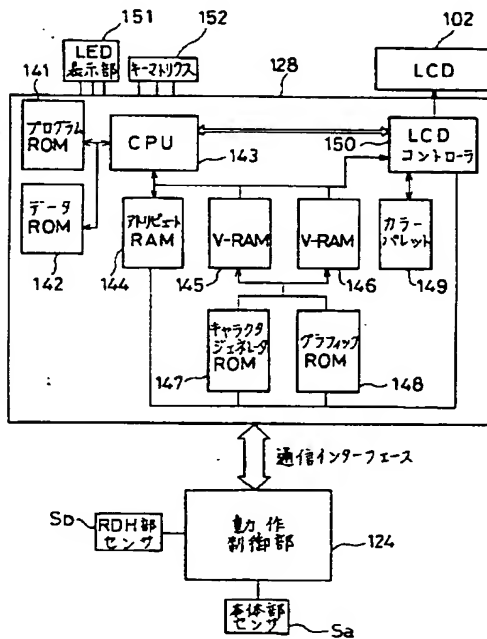 151
152
102
141
LED
表示部
キーマトリクス
LCD
128
プログラム
ROM
CPU
143
150
LCD
コントローラ
データ
ROM
142
アトリビュート
RAM
144
V-RAM
145
V-RAM
146
カラー
パレット
149
キャラクタ
ジェネレータ
ROM
147
グラフィック
ROM
148
通信インターフェース
SD
RDH部
センサ
動作
制御部
124
本体部
センサ
Sa